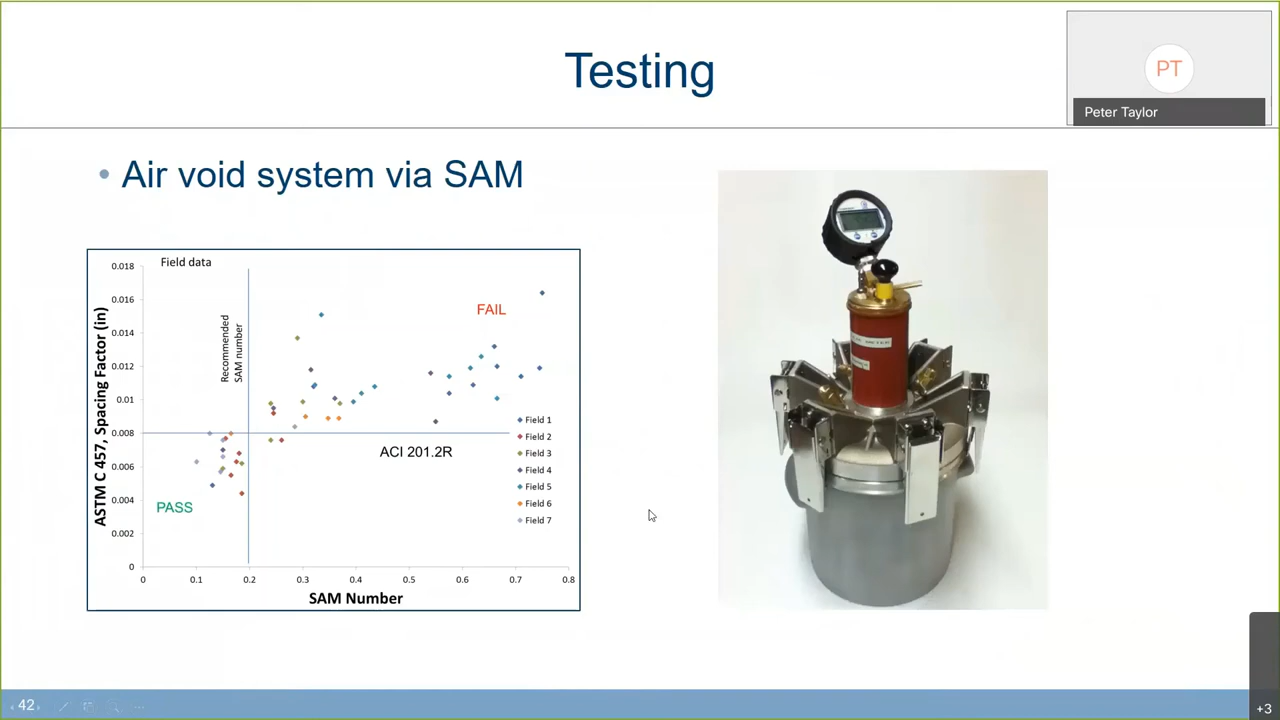 Testing
PT
Peter Taylor
• Air void system via SAM
Field data
0.018
0.016
0.014
0.012
0.01
0.008
0.006
0.004
0.002
0
ASTM C 457, Spacing Factor (in)
Recommended
SAM number
FAIL
ACI 201.2R
PASS
Field 1
Field 2
Field 3
Field 4
Field 5
Field 6
Field 7
0 0.1 0.2 0.3 0.4 0.5 0.6 0.7 0.8
SAM Number
42
+3